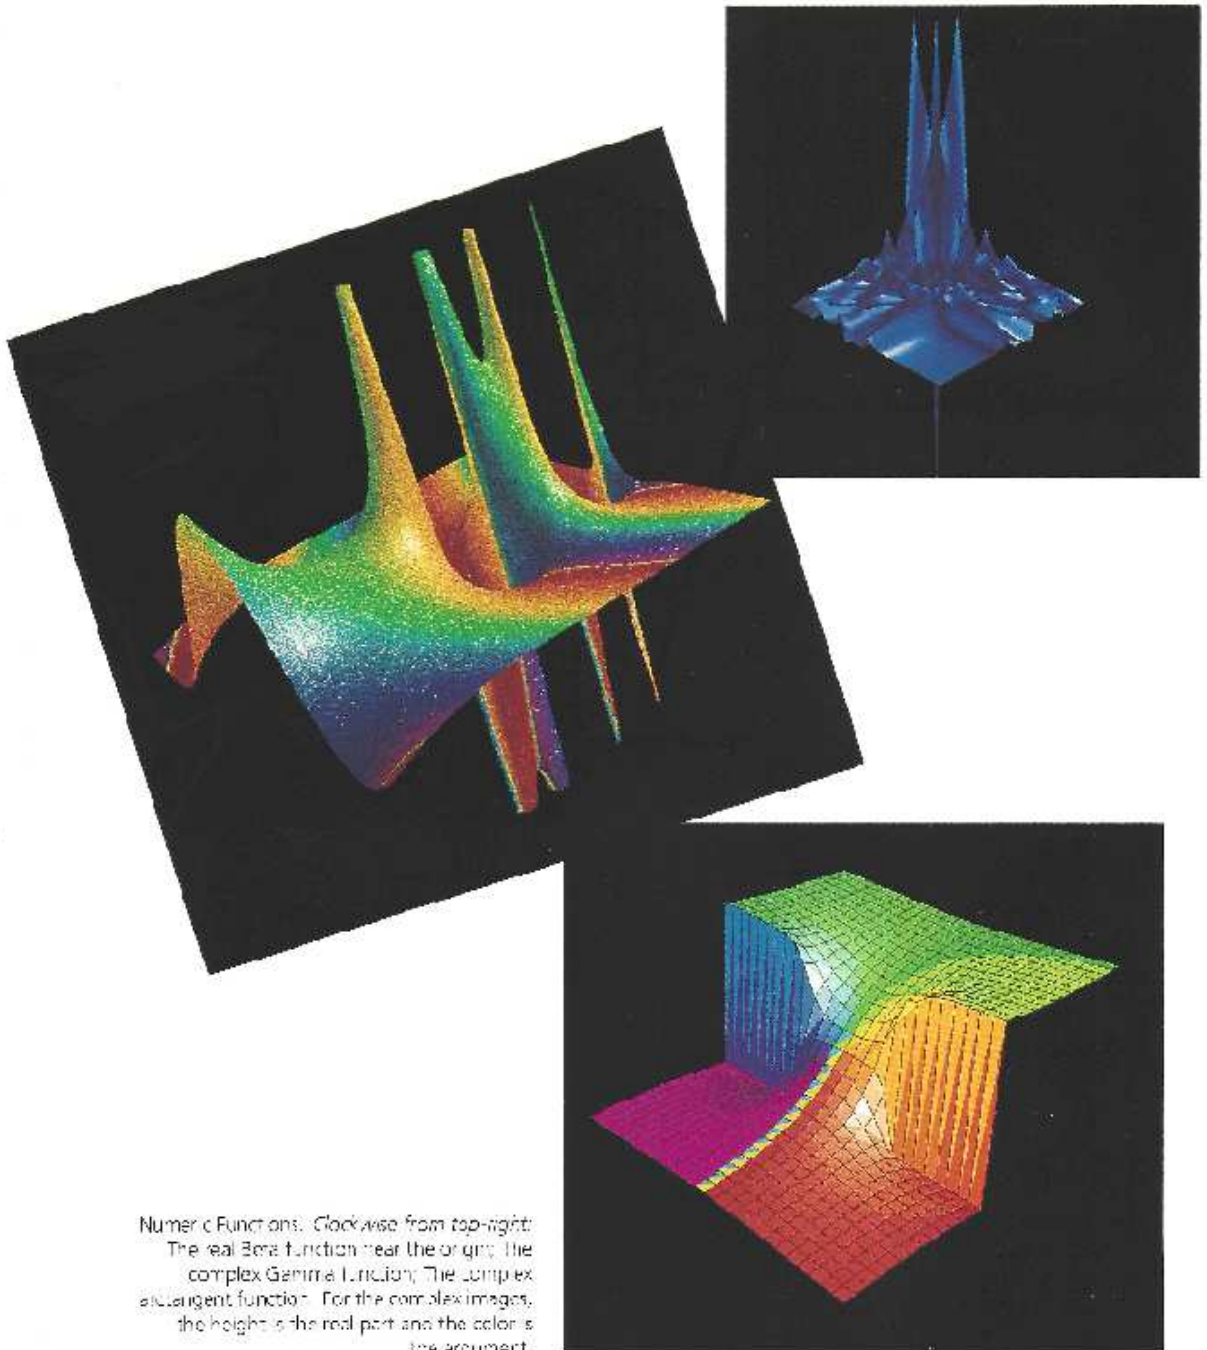 Numeric Functions. Clockwise from top-right:
The real Beta function near the origin; The
complex Gamma function; The complex
arctangent function. For the complex images,
the height is the real part and the color is
the argument.